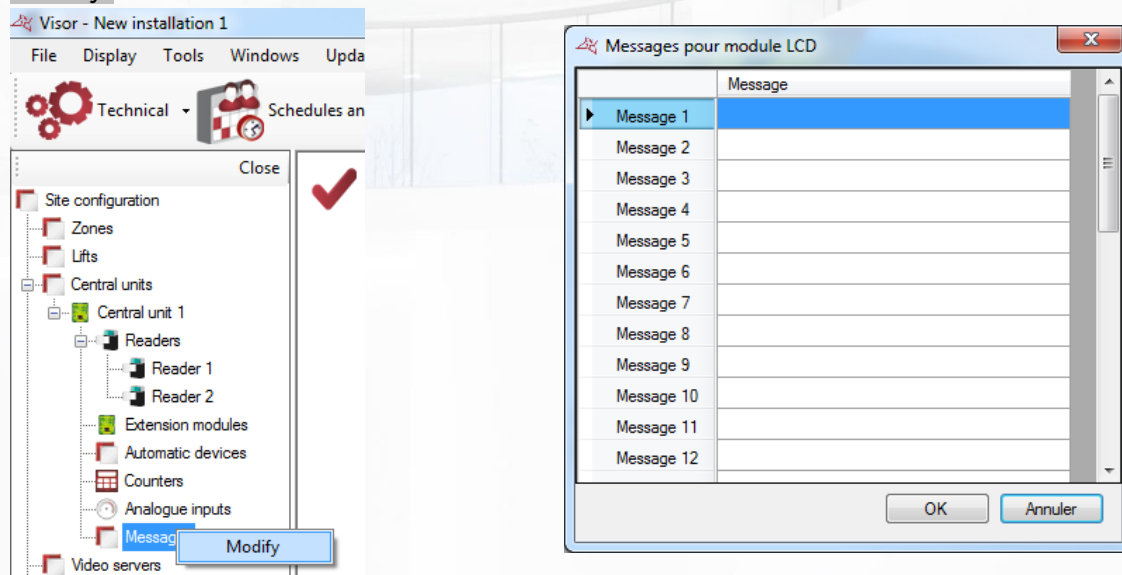 Visor - New installation 1
File Display Tools Windows Upda
Technical
Schedules an
Close
Site configuration
Zones
Lifts
Central units
Central unit 1
Readers
Reader 1
Reader 2
Extension modules
Automatic devices
Counters
Analogue inputs
Messag
Modify
Video servers
Messages pour module LCD
Message
Message 1
Message 2
Message 3
Message 4
Message 5
Message 6
Message 7
Message 8
Message 9
Message 10
Message 11
Message 12
OK Annuler